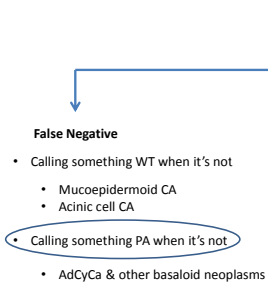 False Negative
• Calling something WT when it's not
• Mucoepidermoid CA
• Acinic cell CA
• Calling something PA when it's not
• AdCyCa & other basaloid neoplasms